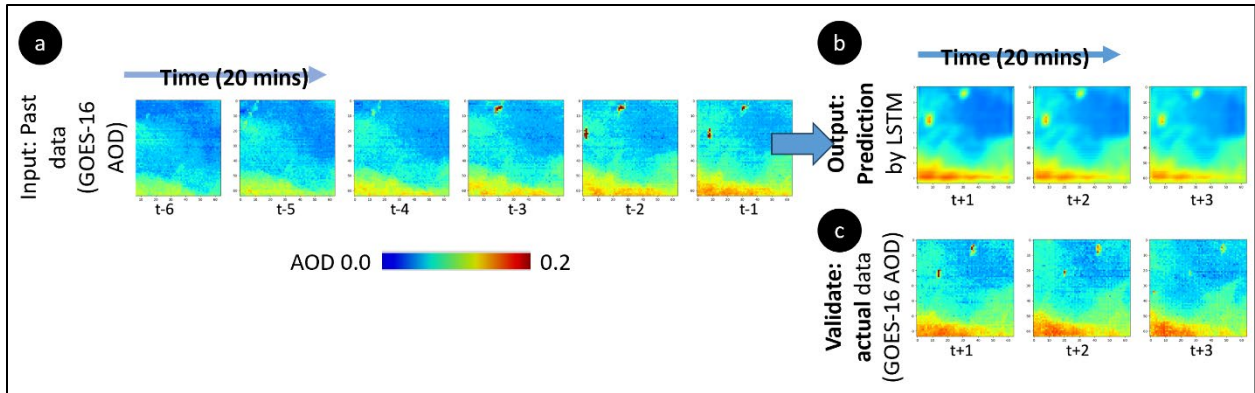 a
Time (20 mins)
Input: Past
data
(GOES-16
AOD)
t-6
t-5
t-4
t-3
t-2
t-1
AOD 0.0
0.2
b
Time (20 mins)
Output:
Prediction
by LSTM
t+1
t+2
t+3
c
Validate:
actual data
(GOES-16 AOD)
t+1
t+2
t+3